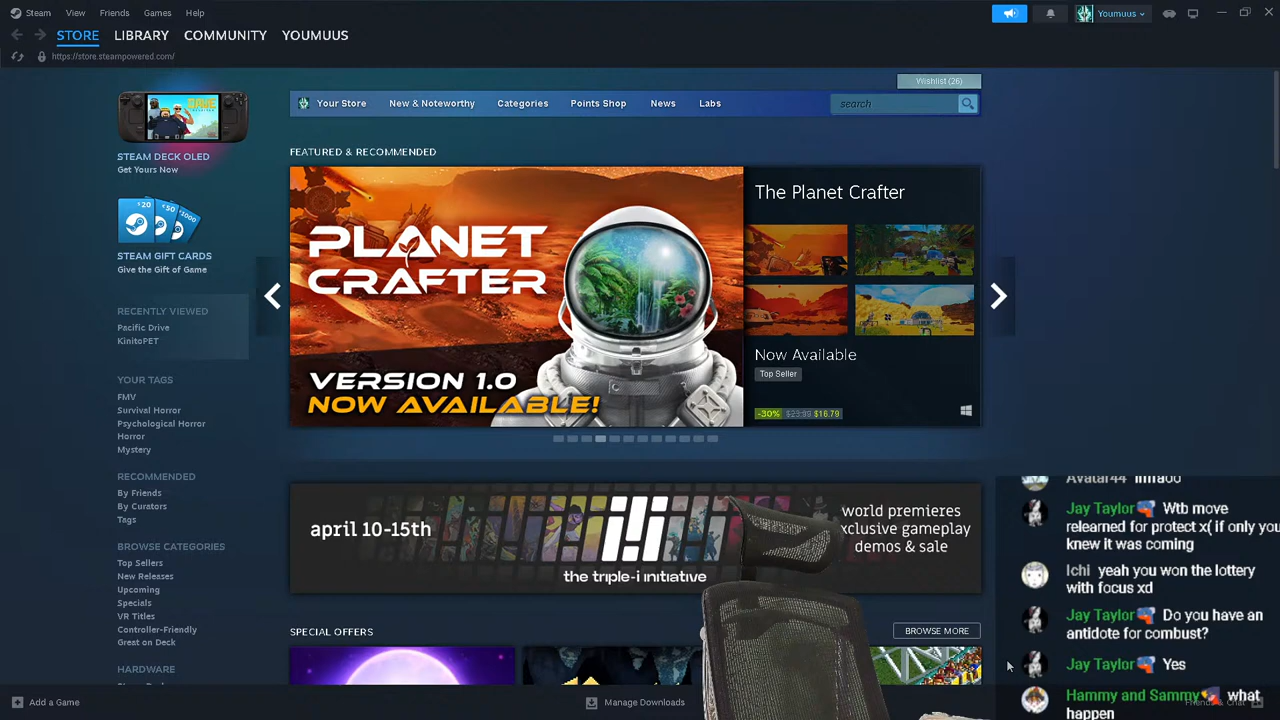 Steam View Friends Games Help
Youmuus
STORE LIBRARY COMMUNITY YOUMUUS
https://store.steampowered.com/
Wishlist (26)
Your Store New & Noteworthy Categories Points Shop News Labs
search
STEAM DECK OLED
Get Yours Now
$20 $50
STEAM GIFT CARDS
Give the Gift of Game
RECENTLY VIEWED
Pacific Drive
KinitoPET
YOUR TAGS
FMV
Survival Horror
Psychological Horror
Horror
Mystery
RECOMMENDED
By Friends
By Curators
Tags
BROWSE CATEGORIES
Top Sellers
New Releases
Upcoming
Specials
VR Titles
Controller-Friendly
Great on Deck
HARDWARE
FEATURED & RECOMMENDED
PLANET
CRAFTER
VERSION 1.0
NOW AVAILABLE!
The Planet Crafter
Now Available
Top Seller
-30% $23.99 $16.79
april 10-15th
the triple-i initiative
world premieres
exclusive gameplay
demos & sale
SPECIAL OFFERS
BROWSE MORE
Avatar44 lmfaoo
Jay Taylor Wtb move
relearned for protect x( if only you
knew it was coming
Ichi yeah you won the lottery
with focus xd
Jay Taylor Do you have an
antidote for combust?
Jay Taylor Yes
Hammy and Sammy what
happen
Add a Game
Manage Downloads
Friends & Chat